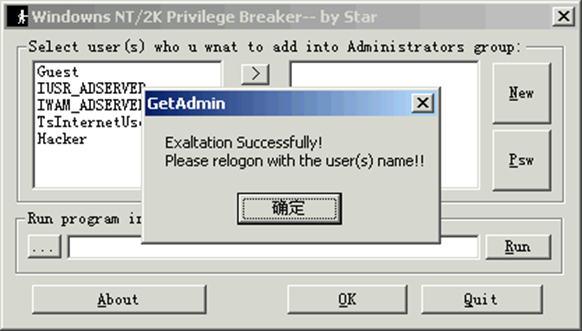 Windowns NT/2K Privilege Breaker-- by Star
Select user(s) who u wnat to add into Administrators group:
Guest
IUSR_ADSERVER
IWAM_ADSERVER
TsInternetUse
Hacker
>
New
Psw
GetAdmin
Exaltation Successfully!
Please relogon with the user(s) name!!
确定
Run program in
...
Run
About
OK
Quit